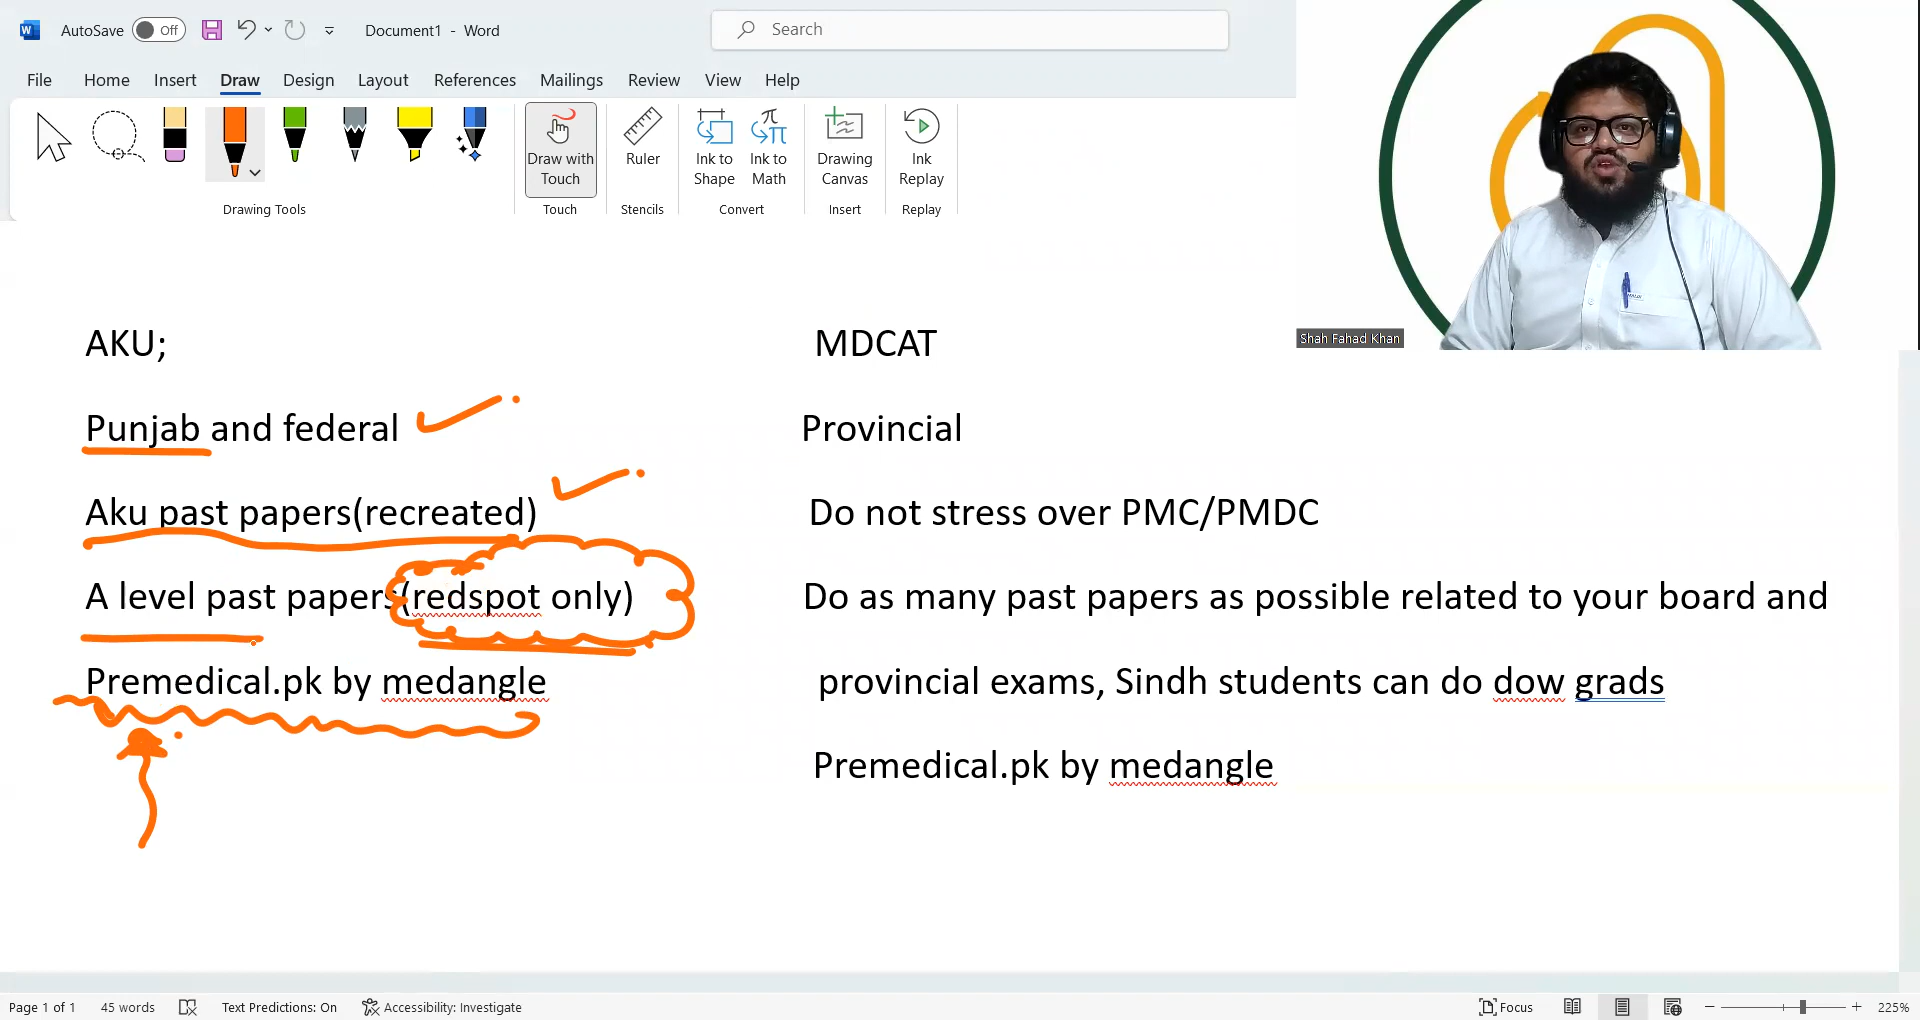 AutoSave Off Document1 - Word Search
File Home Insert Draw Design Layout References Mailings Review View Help
Draw with Touch
Ruler
Ink to Shape
Ink to Math
Drawing Canvas
Ink Replay
Drawing Tools Touch Stencils Convert Insert Replay
Shah Fahad Khan
AKU;
Punjab and federal
Aku past papers(recreated)
A level past papers(redspot only)
Premedical.pk by medangle
MDCAT
Provincial
Do not stress over PMC/PMDC
Do as many past papers as possible related to your board and
provincial exams, Sindh students can do dow grads
Premedical.pk by medangle
Page 1 of 1 45 words Text Predictions: On Accessibility: Investigate Focus 225%